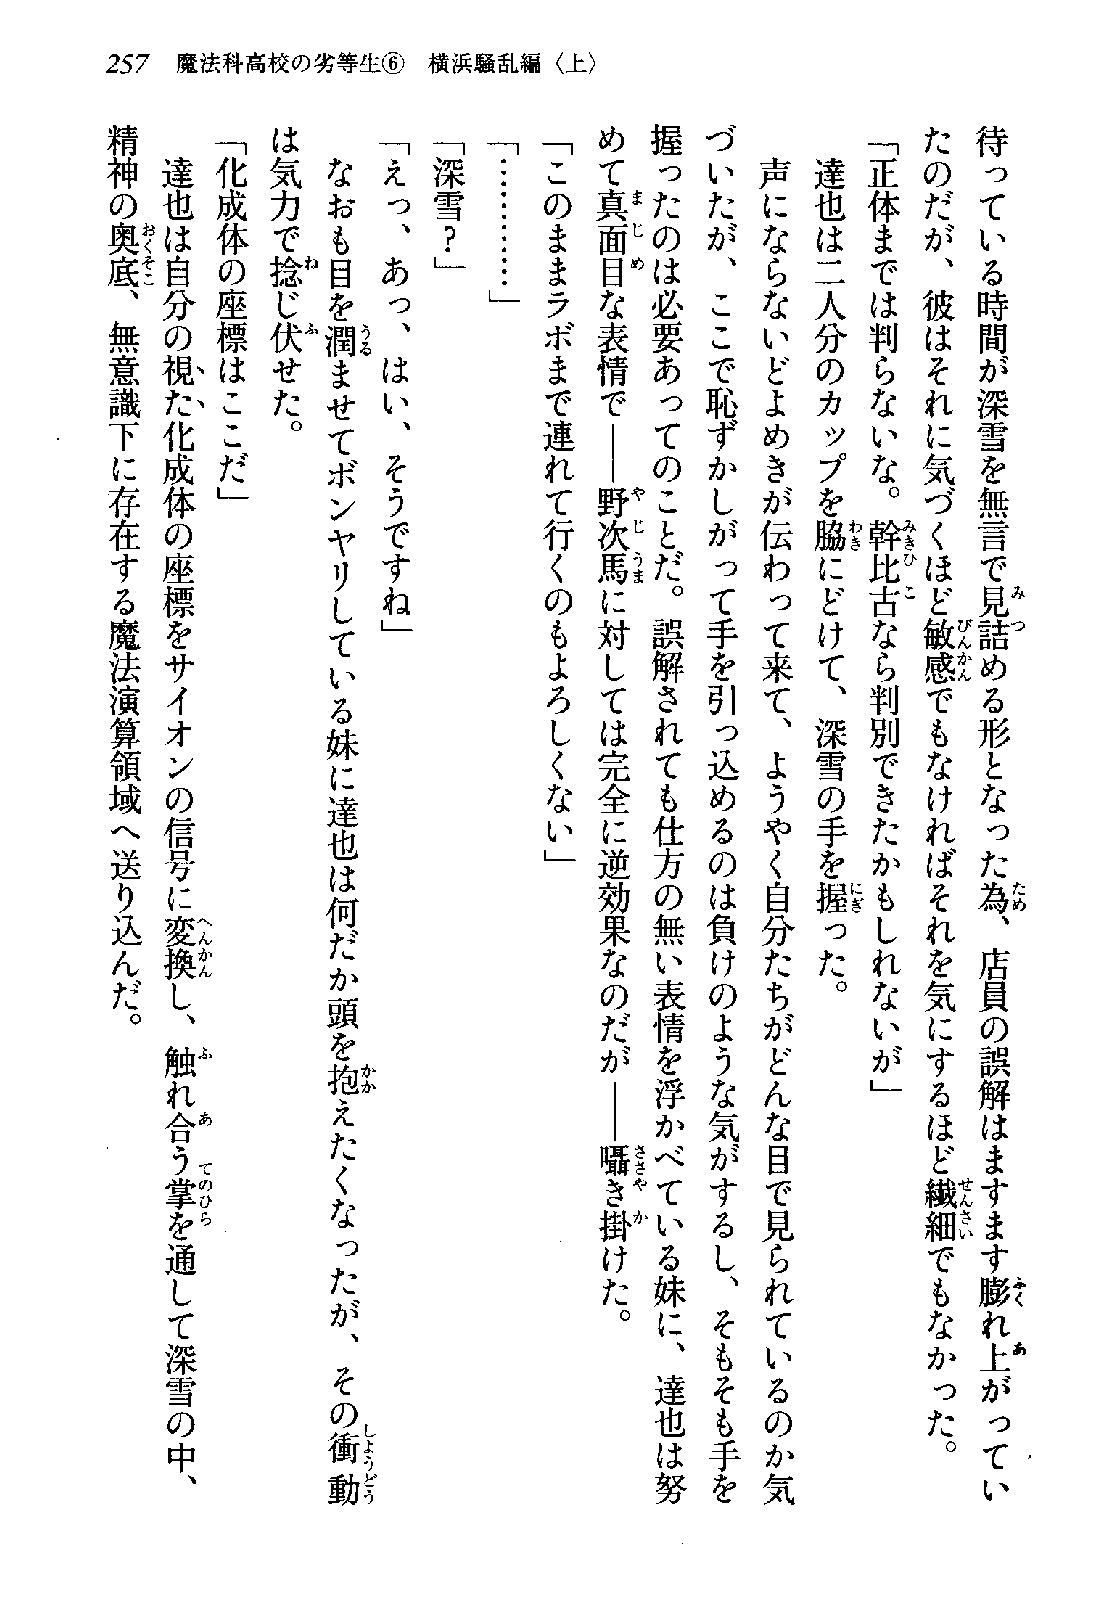 257 魔法科高校の劣等生⑥ 横浜騒乱編〈上〉
待っている時間が深雪を無言で見詰める形となった為、店員の誤解はますます膨れ上がってい
たのだが、彼はそれに気づくほど敏感でもなければそれを気にするほど繊細でもなかった。
「正体までは判らないな。幹比古なら判別できたかもしれないが」
達也は二人分のカップを脇にどけて、深雪の手を握った。
声にならないどよめきが伝わって来て、ようやく自分たちがどんな目で見られているのか気
づいたが、ここで恥ずかしがって手を引っ込めるのは負けのような気がするし、そもそも手を
握ったのは必要あってのことだ。誤解されても仕方の無い表情を浮かべている妹に、達也は努
めて真面目な表情で――野次馬に対しては完全に逆効果なのだが――囁き掛けた。
「このままラボまで連れて行くのもよろしくない」
「…………」
「深雪?」
「えっ、あっ、はい、そうですね」
なおも目を潤ませてボンヤリしている妹に達也は何だか頭を抱えたくなったが、その衝動
は気力で捻じ伏せた。
「化成体の座標はここだ」
達也は自分の視た化成体の座標をサイオンの信号に変換し、触れ合う掌を通して深雪の中、
精神の奥底、無意識下に存在する魔法演算領域へ送り込んだ。